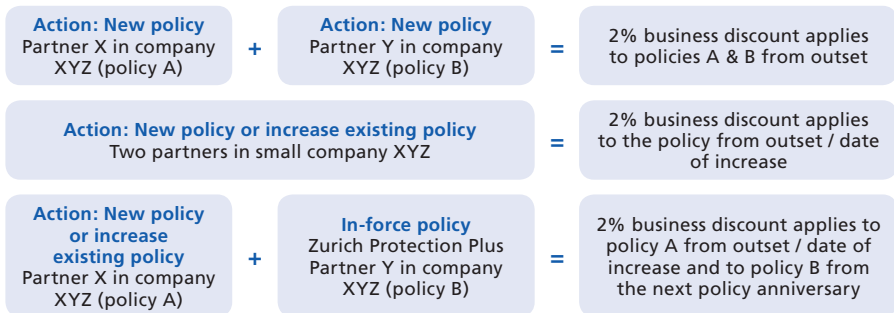 Action: New policy
Partner X in company
XYZ (policy A)
+
Action: New policy
Partner Y in company
XYZ (policy B)
=
2% business discount applies
to policies A & B from outset
Action: New policy or increase existing policy
Two partners in small company XYZ
=
2% business discount applies
to the policy from outset / date
of increase
Action: New policy
or increase
existing policy
Partner X in company
XYZ (policy A)
+
In-force policy
Zurich Protection Plus
Partner Y in company
XYZ (policy B)
=
2% business discount applies to
policy A from outset / date of
increase and to policy B from
the next policy anniversary